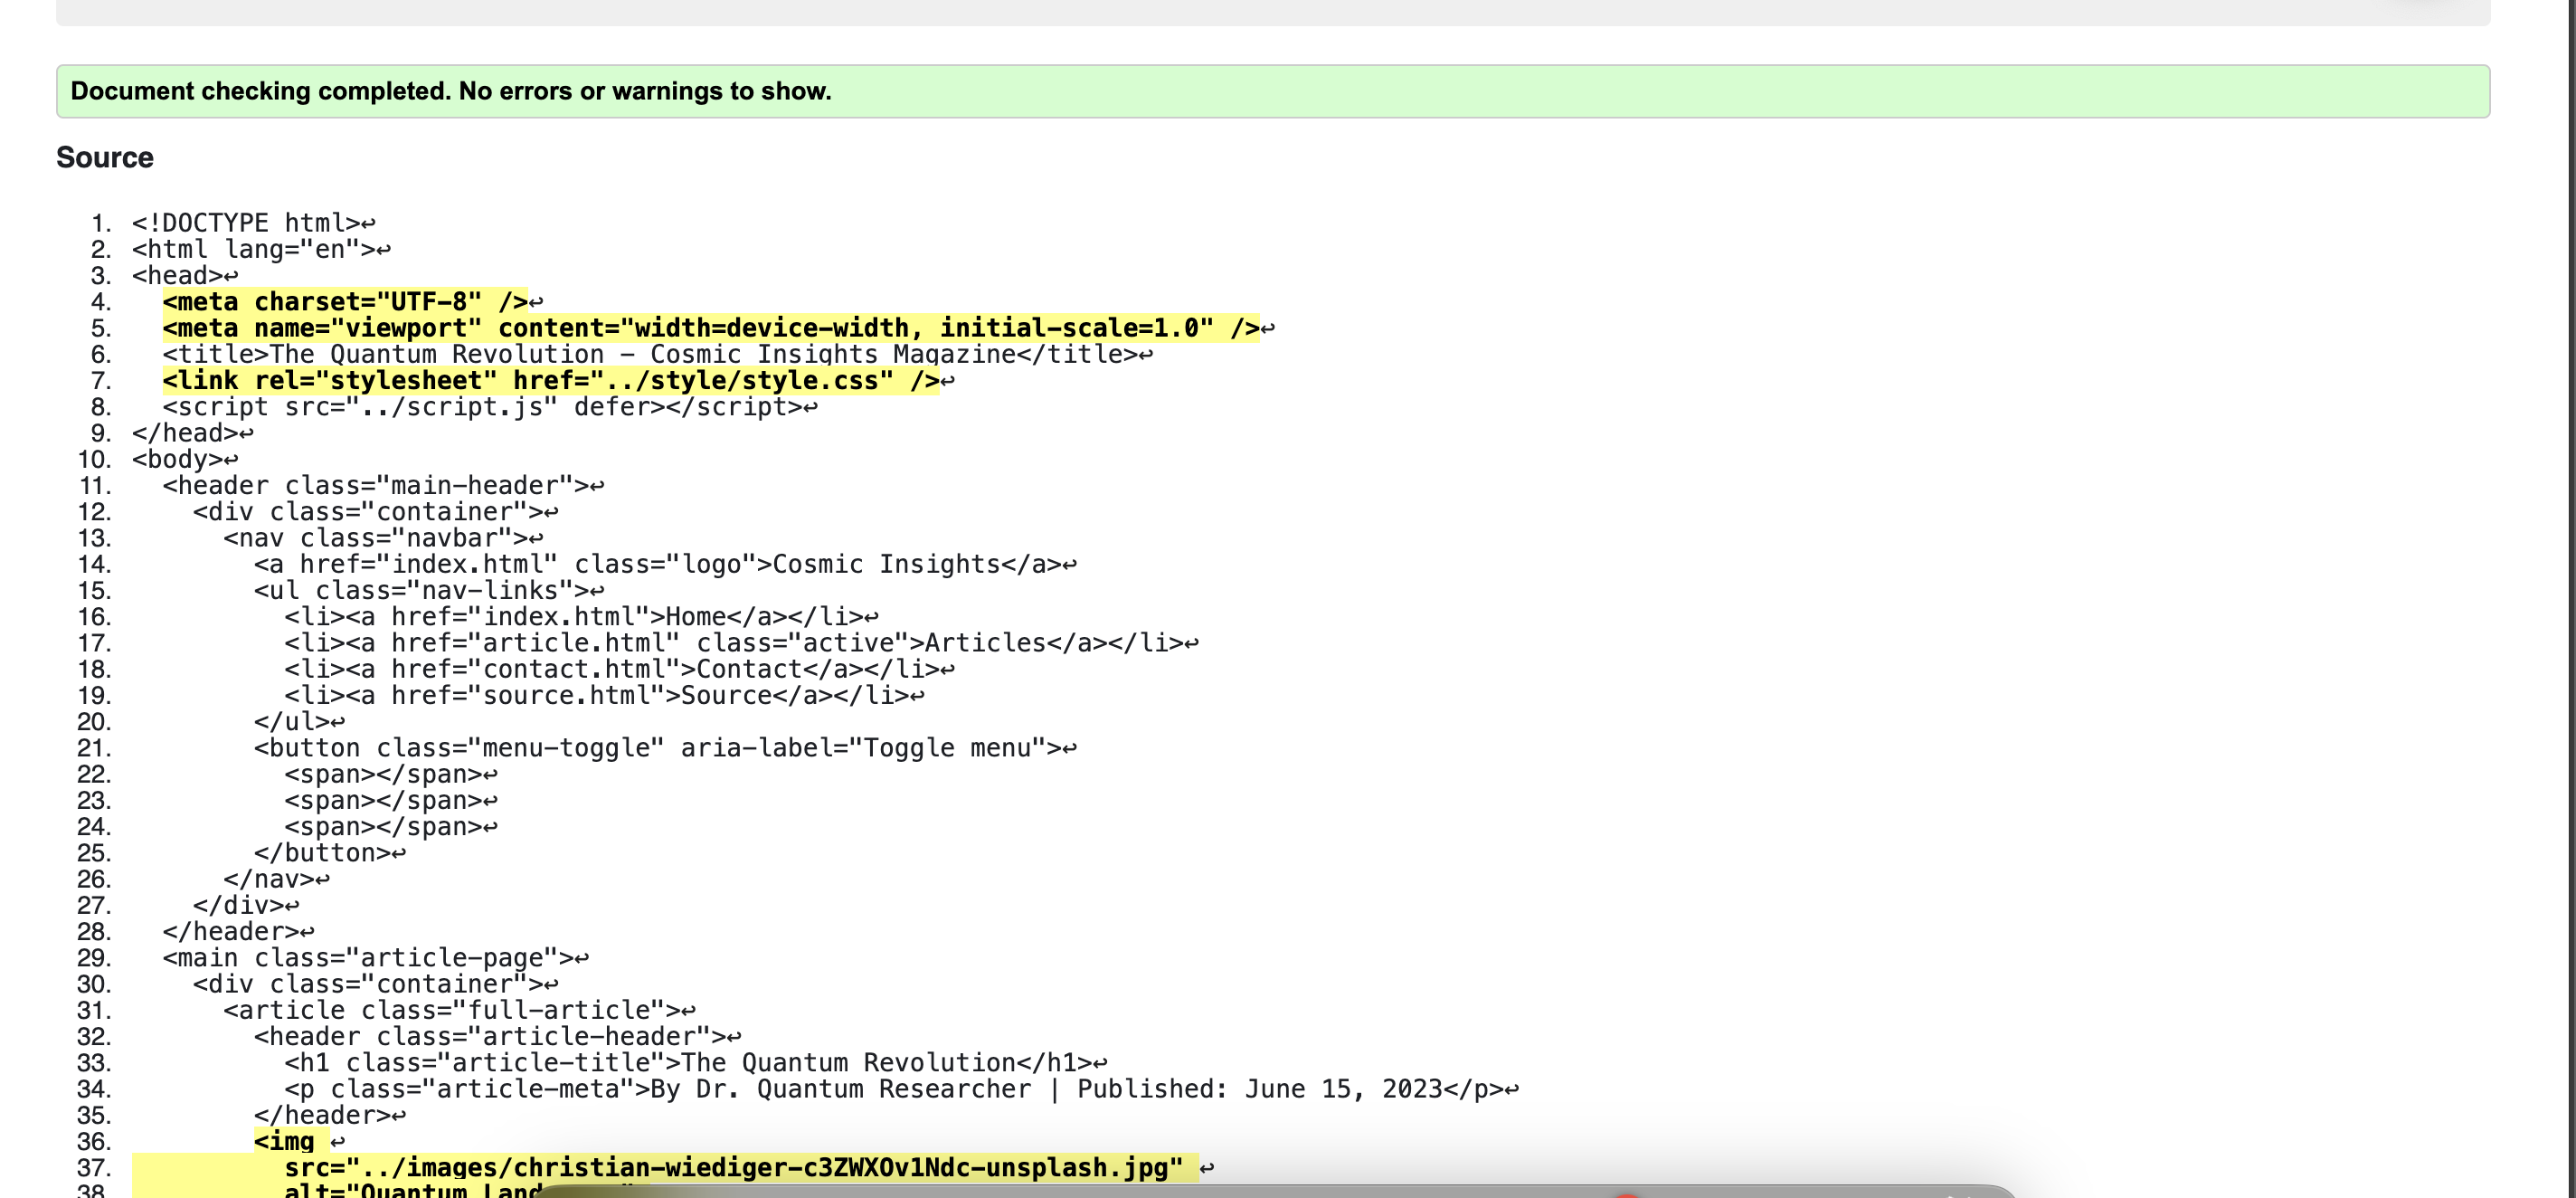 Document checking completed. No errors or warnings to show.
Source
1. <!DOCTYPE html>↩
2. <html lang="en">↩
3. <head>↩
4. <meta charset="UTF-8" />↩
5. <meta name="viewport" content="width=device-width, initial-scale=1.0" />↩
6. <title>The Quantum Revolution – Cosmic Insights Magazine</title>↩
7. <link rel="stylesheet" href="../style/style.css" />↩
8. <script src="../script.js" defer></script>↩
9. </head>↩
10. <body>↩
11. <header class="main-header">↩
12. <div class="container">↩
13. <nav class="navbar">↩
14. <a href="index.html" class="logo">Cosmic Insights</a>↩
15. <ul class="nav-links">↩
16. <li><a href="index.html">Home</a></li>↩
17. <li><a href="article.html" class="active">Articles</a></li>↩
18. <li><a href="contact.html">Contact</a></li>↩
19. <li><a href="source.html">Source</a></li>↩
20. </ul>↩
21. <button class="menu-toggle" aria-label="Toggle menu">↩
22. <span></span>↩
23. <span></span>↩
24. <span></span>↩
25. </button>↩
26. </nav>↩
27. </div>↩
28. </header>↩
29. <main class="article-page">↩
30. <div class="container">↩
31. <article class="full-article">↩
32. <header class="article-header">↩
33. <h1 class="article-title">The Quantum Revolution</h1>↩
34. <p class="article-meta">By Dr. Quantum Researcher | Published: June 15, 2023</p>↩
35. </header>↩
36. <img ↩
37. src="../images/christian-wiediger-c3ZWXOv1Ndc-unsplash.jpg" ↩
38. alt="Quantum